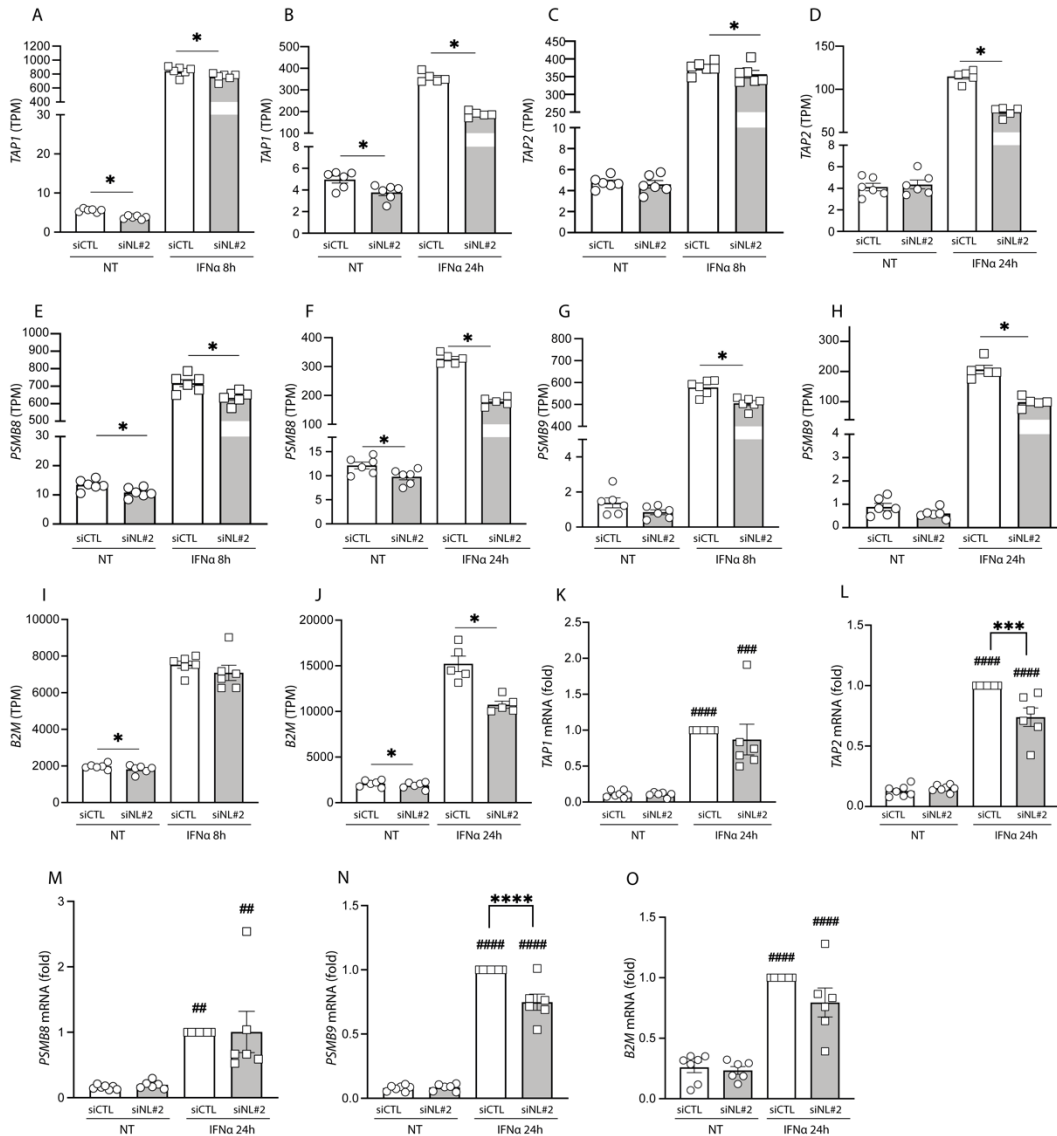 A
TAP1 (TPM)
1200
1000
800
600
400
30
20
10
0
*
*
siCTL siNL#2 siCTL siNL#2
NT IFNα 8h
B
TAP1 (TPM)
500
400
300
200
100
8
6
4
2
0
*
*
siCTL siNL#2 siCTL siNL#2
NT IFNα 24h
C
TAP2 (TPM)
450
400
350
300
250
10
8
6
4
2
0
*
siCTL siNL#2 siCTL siNL#2
NT IFNα 8h
D
TAP2 (TPM)
150
100
50
8
6
4
2
0
*
siCTL siNL#2 siCTL siNL#2
NT IFNα 24h
E
PSMB8 (TPM)
1000
900
800
700
600
30
20
10
0
*
*
siCTL siNL#2 siCTL siNL#2
NT IFNα 8h
F
PSMB8 (TPM)
400
300
200
100
20
15
10
5
0
*
*
siCTL siNL#2 siCTL siNL#2
NT IFNα 24h
G
PSMB9 (TPM)
900
800
700
600
500
400
5
4
3
2
1
0
*
siCTL siNL#2 siCTL siNL#2
NT IFNα 8h
H
PSMB9 (TPM)
300
200
100
4
3
2
1
0
*
siCTL siNL#2 siCTL siNL#2
NT IFNα 24h
I
B2M (TPM)
10000
8000
6000
4000
2000
0
*
siCTL siNL#2 siCTL siNL#2
NT IFNα 8h
J
B2M (TPM)
20000
15000
10000
5000
0
*
*
siCTL siNL#2 siCTL siNL#2
NT IFNα 24h
K
TAP1 mRNA (fold)
2.5
2.0
1.5
1.0
0.5
0.0
####
###
siCTL siNL#2 siCTL siNL#2
NT IFNα 24h
L
TAP2 mRNA (fold)
1.5
1.0
0.5
0.0
***
####
####
siCTL siNL#2 siCTL siNL#2
NT IFNα 24h
M
PSMB8 mRNA (fold)
3
2
1
0
##
##
siCTL siNL#2 siCTL siNL#2
NT IFNα 24h
N
PSMB9 mRNA (fold)
1.5
1.0
0.5
0.0
****
#### ####
siCTL siNL#2 siCTL siNL#2
NT IFNα 24h
O
B2M mRNA (fold)
1.5
1.0
0.5
0.0
####
####
siCTL siNL#2 siCTL siNL#2
NT IFNα 24h